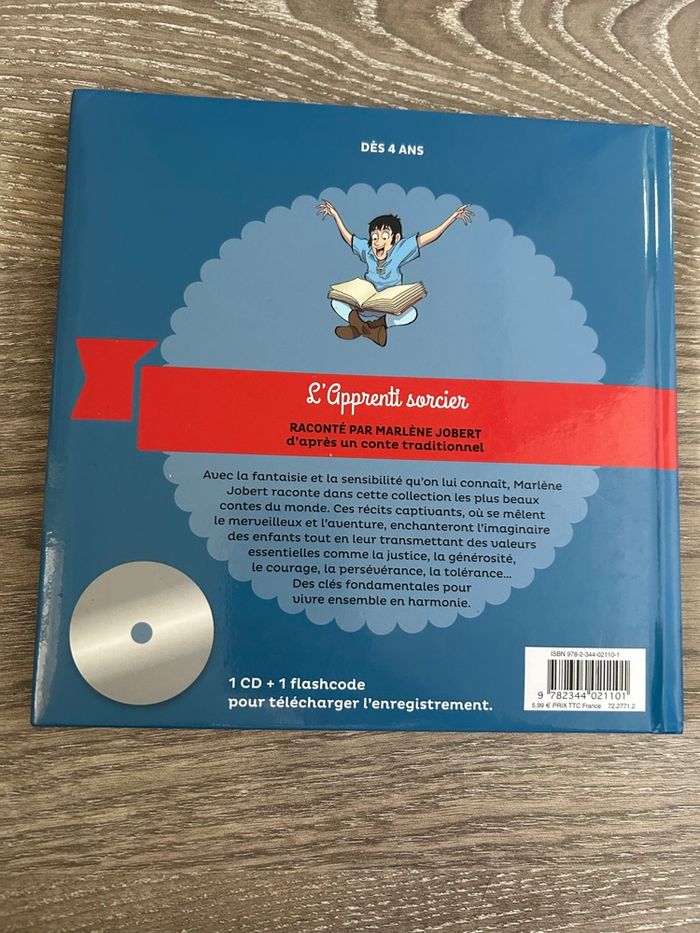 DÈS 4 ANS
L'Apprenti sorcier
RACONTÉ PAR MARLÈNE JOBERT
d'après un conte traditionnel
Avec la fantaisie et la sensibilité qu'on lui connaît, Marlène
Jobert raconte dans cette collection les plus beaux
contes du monde. Ces récits captivants, où se mêlent
le merveilleux et l'aventure, enchanteront l'imaginaire
des enfants tout en leur transmettant des valeurs
essentielles comme la justice, la générosité,
le courage, la persévérance, la tolérance...
Des clés fondamentales pour
vivre ensemble en harmonie.
1 CD + 1 flashcode
pour télécharger l'enregistrement.
ISBN 978-2-344-02110-1
9 782344 021101
5,99 € PRIX TTC France 72.2771.2